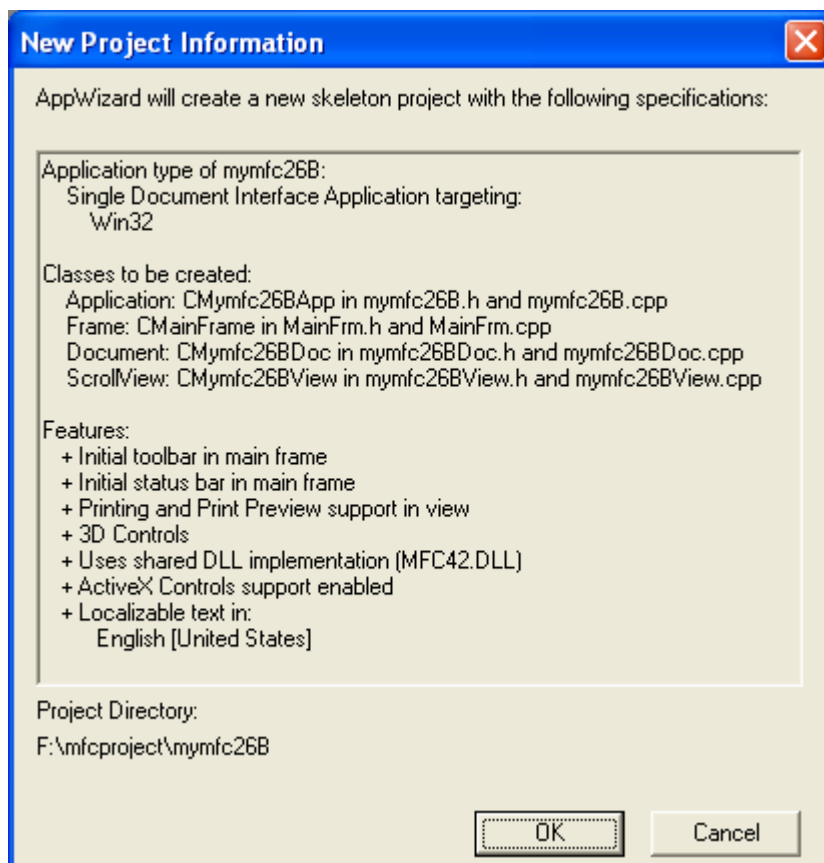 New Project Information
AppWizard will create a new skeleton project with the following specifications:
Application type of mymfc26B:
Single Document Interface Application targeting:
Win32
Classes to be created:
Application: CMymfc26BApp in mymfc26B.h and mymfc26B.cpp
Frame: CMainFrame in MainFrm.h and MainFrm.cpp
Document: CMymfc26BDoc in mymfc26BDoc.h and mymfc26BDoc.cpp
ScrollView: CMymfc26BView in mymfc26BView.h and mymfc26BView.cpp
Features:
+ Initial toolbar in main frame
+ Initial status bar in main frame
+ Printing and Print Preview support in view
+ 3D Controls
+ Uses shared DLL implementation (MFC42.DLL)
+ ActiveX Controls support enabled
+ Localizable text in:
English [United States]
Project Directory:
F:\mfcproject\mymfc26B
OK
Cancel